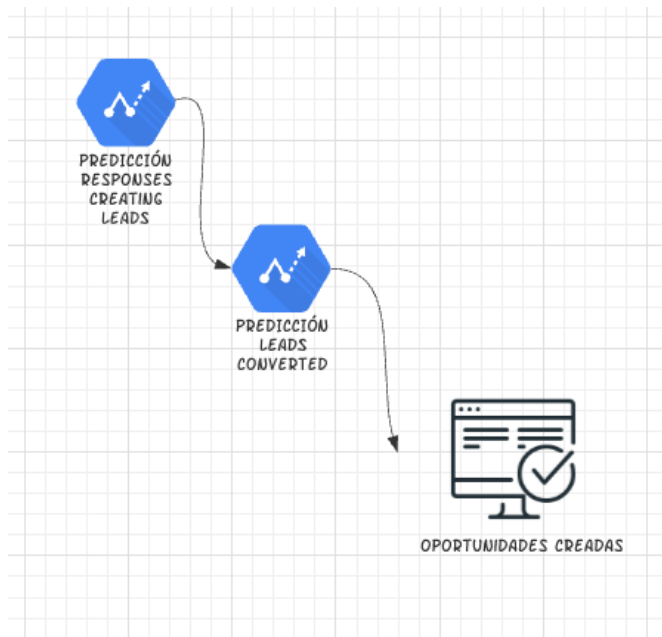 PREDICCIÓN
RESPONSES
CREATING
LEADS
PREDICCIÓN
LEADS
CONVERTED
OPORTUNIDADES CREADAS